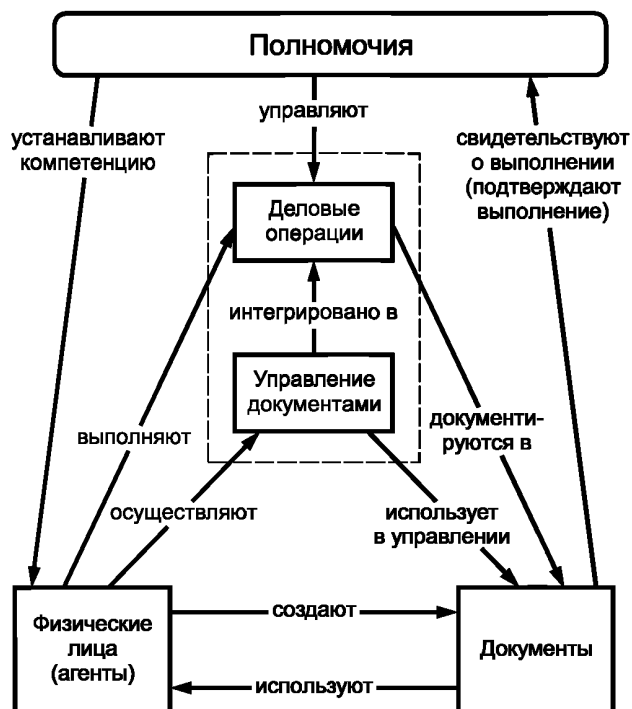 Полномочия
управляют
устанавливают
компетенцию
свидетельствуют
о выполнении
(подтверждают
выполнение)
Деловые
операции
интегрировано в
Управление
документами
выполняют
документи-
руются в
осуществляют
использует
в управлении
Физические
лица
(агенты)
создают
Документы
используют